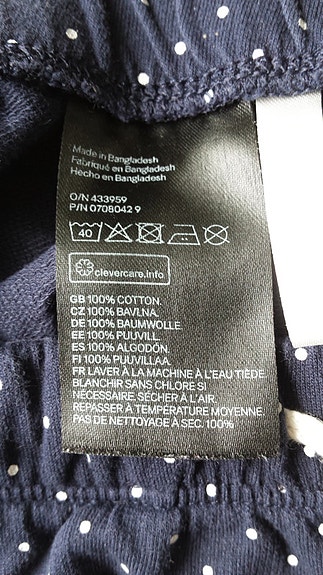 Made in Bangladesh
Fabriqué en Bangladesh
Hecho en Bangladesh
O/N 433959
P/N 0708042 9
40
clevercare.info
GB 100% COTTON.
CZ 100% BAVLNA.
DE 100% BAUMWOLLE.
EE 100% PUUVILL.
ES 100% ALGODÓN.
FI 100% PUUVILLAA.
FR LAVER À LA MACHINE À L'EAU TIÈDE.
BLANCHIR SANS CHLORE SI
NÉCESSAIRE. SÉCHER À L'AIR.
REPASSER À TEMPÉRATURE MOYENNE.
PAS DE NETTOYAGE À SEC. 100%